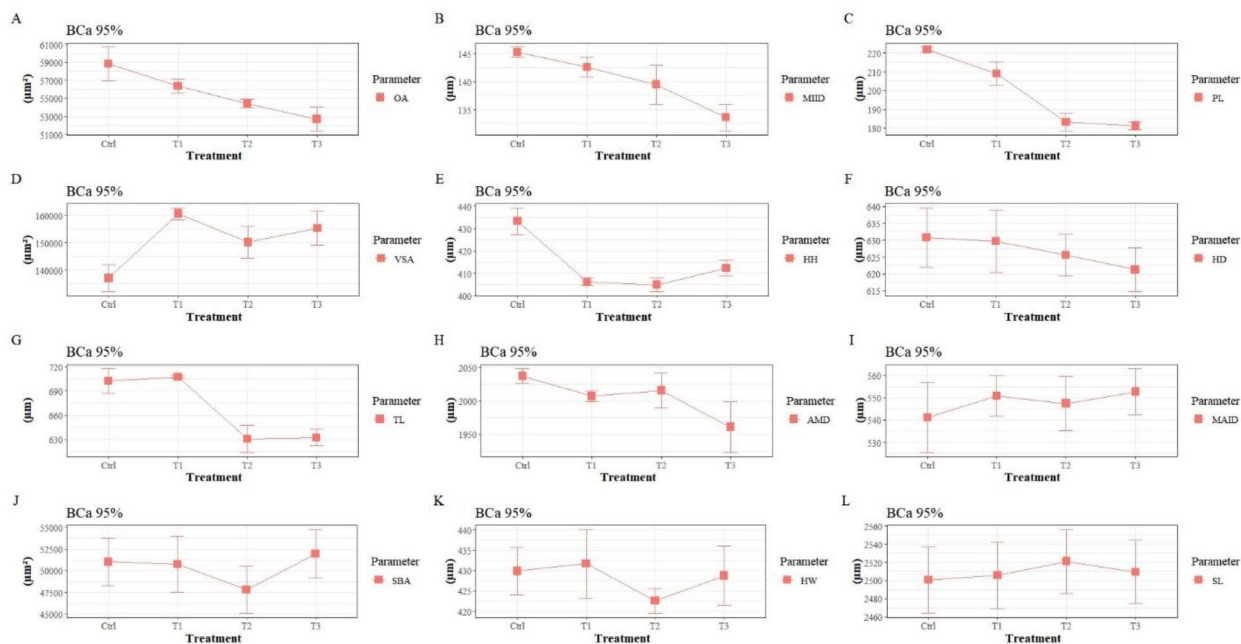 A
BCa 95%
61000
59000
57000
55000
53000
51000
(µm²)
Ctrl T1 T2 T3
Treatment
Parameter
OA
B
BCa 95%
145
140
135
(µm)
Ctrl T1 T2 T3
Treatment
Parameter
MIID
C
BCa 95%
220
210
200
190
180
(µm)
Ctrl T1 T2 T3
Treatment
Parameter
PL
D
BCa 95%
160000
150000
140000
(µm²)
Ctrl T1 T2 T3
Treatment
Parameter
VSA
E
BCa 95%
440
430
420
410
400
(µm)
Ctrl T1 T2 T3
Treatment
Parameter
HH
F
BCa 95%
640
635
630
625
620
615
(µm)
Ctrl T1 T2 T3
Treatment
Parameter
HD
G
BCa 95%
720
690
660
630
(µm)
Ctrl T1 T2 T3
Treatment
Parameter
TL
H
BCa 95%
2050
2000
1950
(µm)
Ctrl T1 T2 T3
Treatment
Parameter
AMD
I
BCa 95%
560
550
540
530
(µm)
Ctrl T1 T2 T3
Treatment
Parameter
MAID
J
BCa 95%
55000
52500
50000
47500
45000
(µm²)
Ctrl T1 T2 T3
Treatment
Parameter
SBA
K
BCa 95%
440
435
430
425
420
(µm)
Ctrl T1 T2 T3
Treatment
Parameter
HW
L
BCa 95%
2560
2540
2520
2500
2480
2460
(µm)
Ctrl T1 T2 T3
Treatment
Parameter
SL